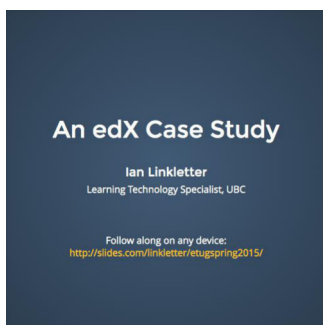 An edX Case Study
Ian Linkletter
Learning Technology Specialist, UBC
Follow along on any device:
http://slides.com/linkletter/etugspring2015/